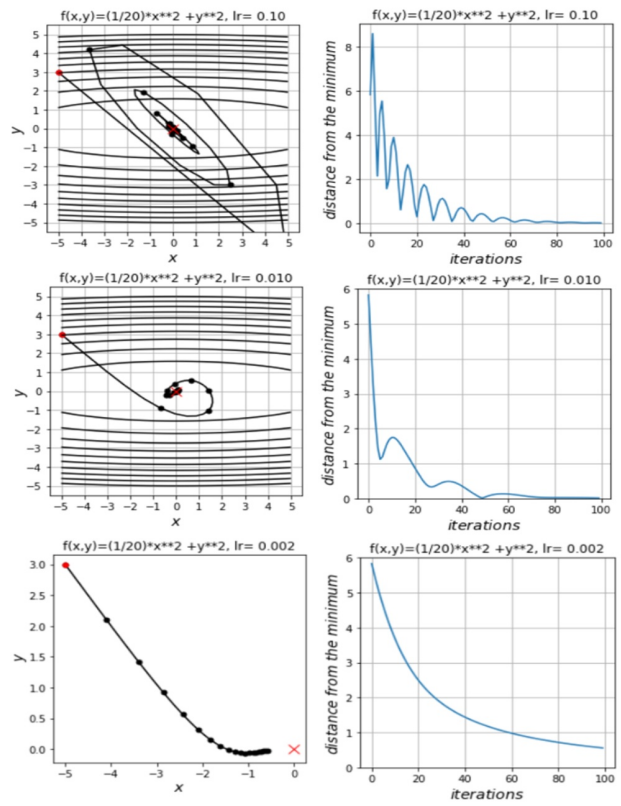 f(x,y)=(1/20)*x**2 +y**2, lr= 0.10
5
4
3
2
1
0
−1
−2
−3
−4
−5
y
−5 −4 −3 −2 −1 0 1 2 3 4 5
x
f(x,y)=(1/20)*x**2 +y**2, lr= 0.10
distance from the minimum
8
6
4
2
0
0 20 40 60 80 100
iterations
f(x,y)=(1/20)*x**2 +y**2, lr= 0.010
5
4
3
2
1
0
−1
−2
−3
−4
−5
y
−5 −4 −3 −2 −1 0 1 2 3 4 5
x
f(x,y)=(1/20)*x**2 +y**2, lr= 0.010
distance from the minimum
6
5
4
3
2
1
0
0 20 40 60 80 100
iterations
f(x,y)=(1/20)*x**2 +y**2, lr= 0.002
3.0
2.5
2.0
1.5
1.0
0.5
0.0
y
−5 −4 −3 −2 −1 0
x
f(x,y)=(1/20)*x**2 +y**2, lr= 0.002
distance from the minimum
6
5
4
3
2
1
0
0 20 40 60 80 100
iterations